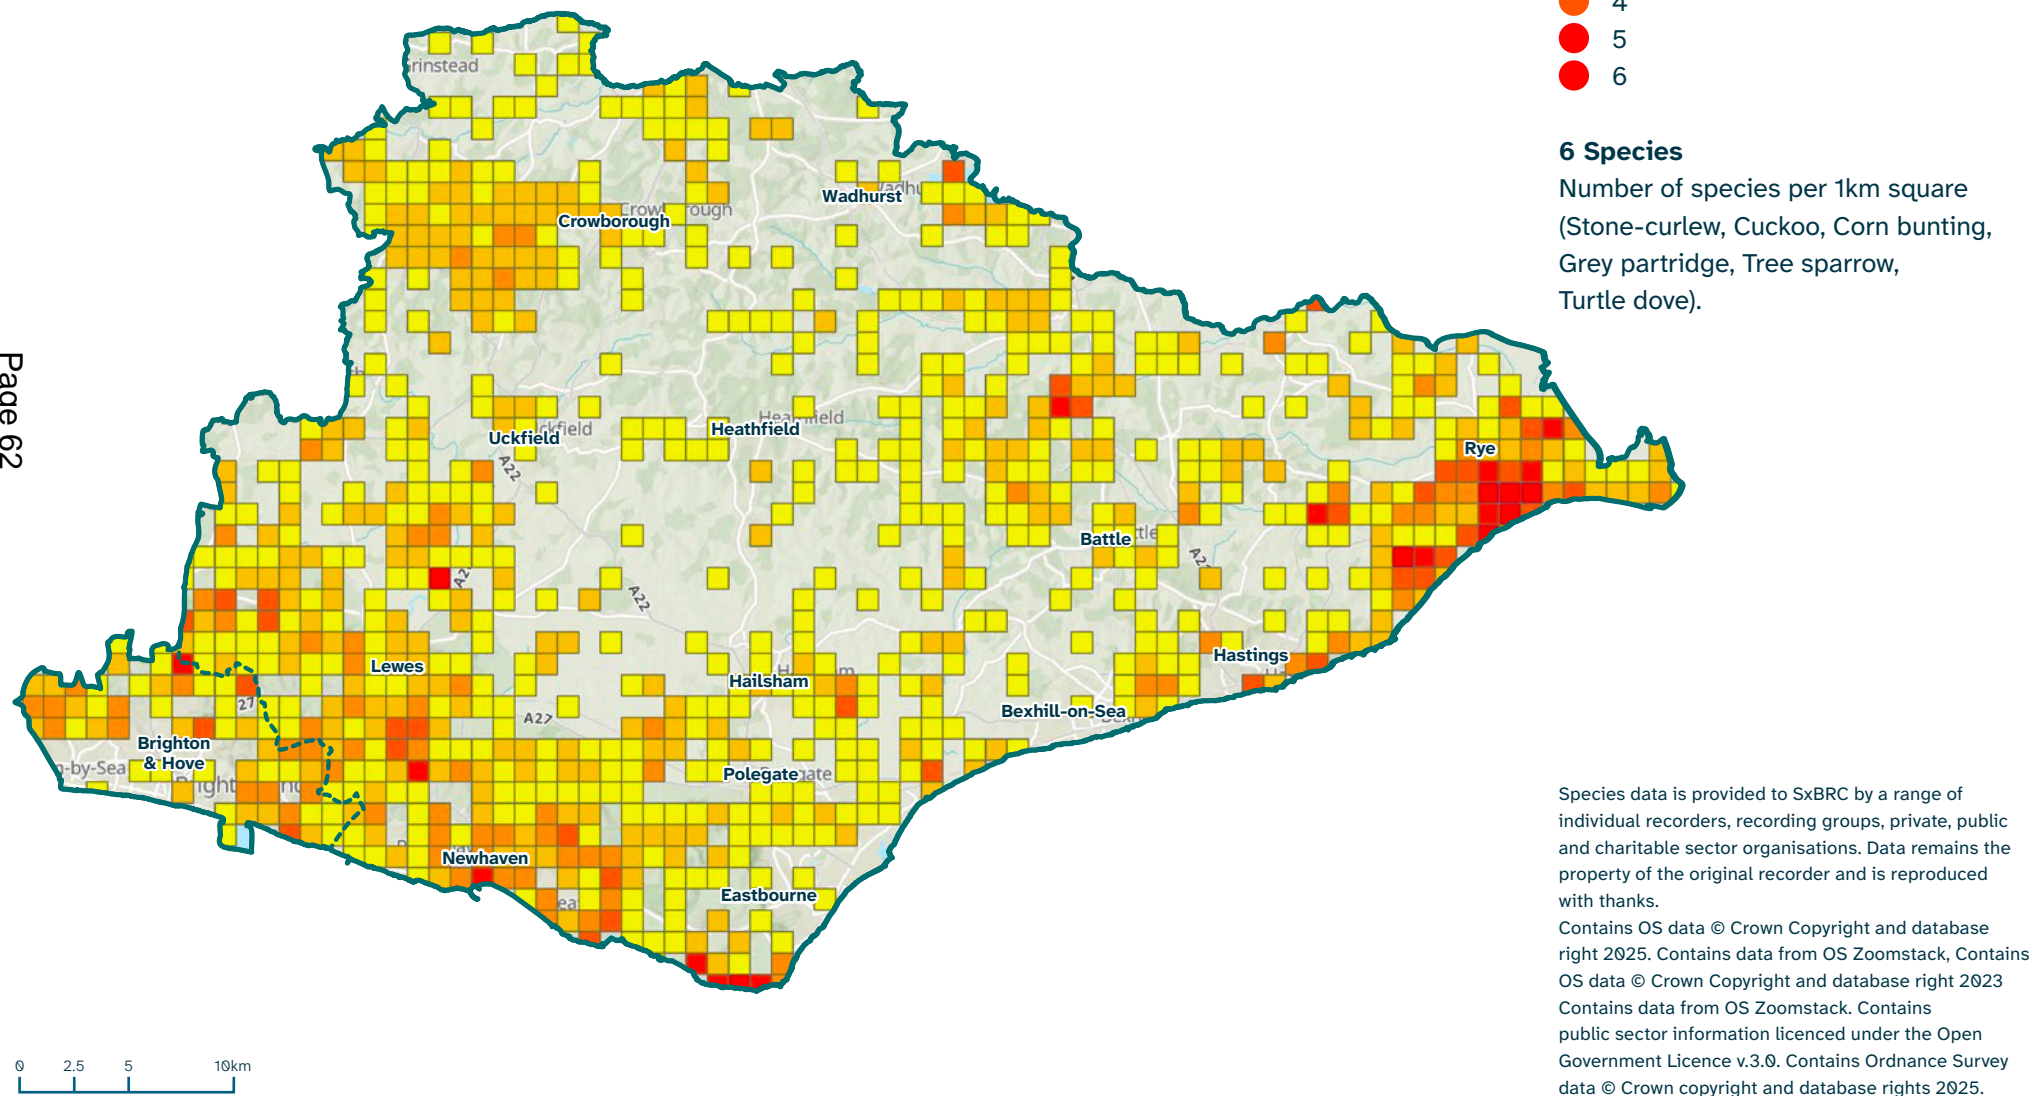 4
5
6
6 Species
Number of species per 1km square
(Stone-curlew, Cuckoo, Corn bunting,
Grey partridge, Tree sparrow,
Turtle dove).
Page 62
rinstead
Wadhurst
Crowborough
Uckfield
ckfield
Heathfield
Heathfield
A22
Rye
Battle
A22
Lewes
Hastings
Hailsham
27
A27
Bexhill-on-Sea
Brighton
& Hove
n-by-Sea
Polegate
Newhaven
Eastbourne
0 2.5 5 10km
Species data is provided to SxBRC by a range of
individual recorders, recording groups, private, public
and charitable sector organisations. Data remains the
property of the original recorder and is reproduced
with thanks.
Contains OS data © Crown Copyright and database
right 2025. Contains data from OS Zoomstack, Contains
OS data © Crown Copyright and database right 2023
Contains data from OS Zoomstack. Contains
public sector information licenced under the Open
Government Licence v.3.0. Contains Ordnance Survey
data © Crown copyright and database rights 2025.